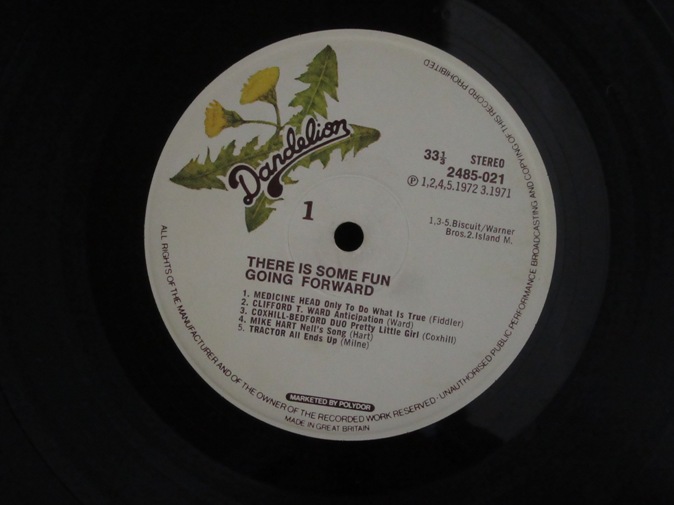 Dandelion
33⅓ STEREO
2485-021
℗ 1,2,4,5.1972 3.1971
1
1,3-5.Biscuit/Warner
Bros.2.Island M.
THERE IS SOME FUN
GOING FORWARD
1. MEDICINE HEAD Only To Do What Is True (Fiddler)
2. CLIFFORD T. WARD Anticipation (Ward)
3. COXHILL-BEDFORD DUO Pretty Little Girl (Coxhill)
4. MIKE HART Nell's Song (Hart)
5. TRACTOR All Ends Up (Milne)
MARKETED BY POLYDOR
ALL RIGHTS OF THE MANUFACTURER AND OF THE OWNER OF THE RECORDED WORK RESERVED · UNAUTHORISED PUBLIC PERFORMANCE BROADCASTING AND COPYING OF THIS RECORD PROHIBITED
MADE IN GREAT BRITAIN